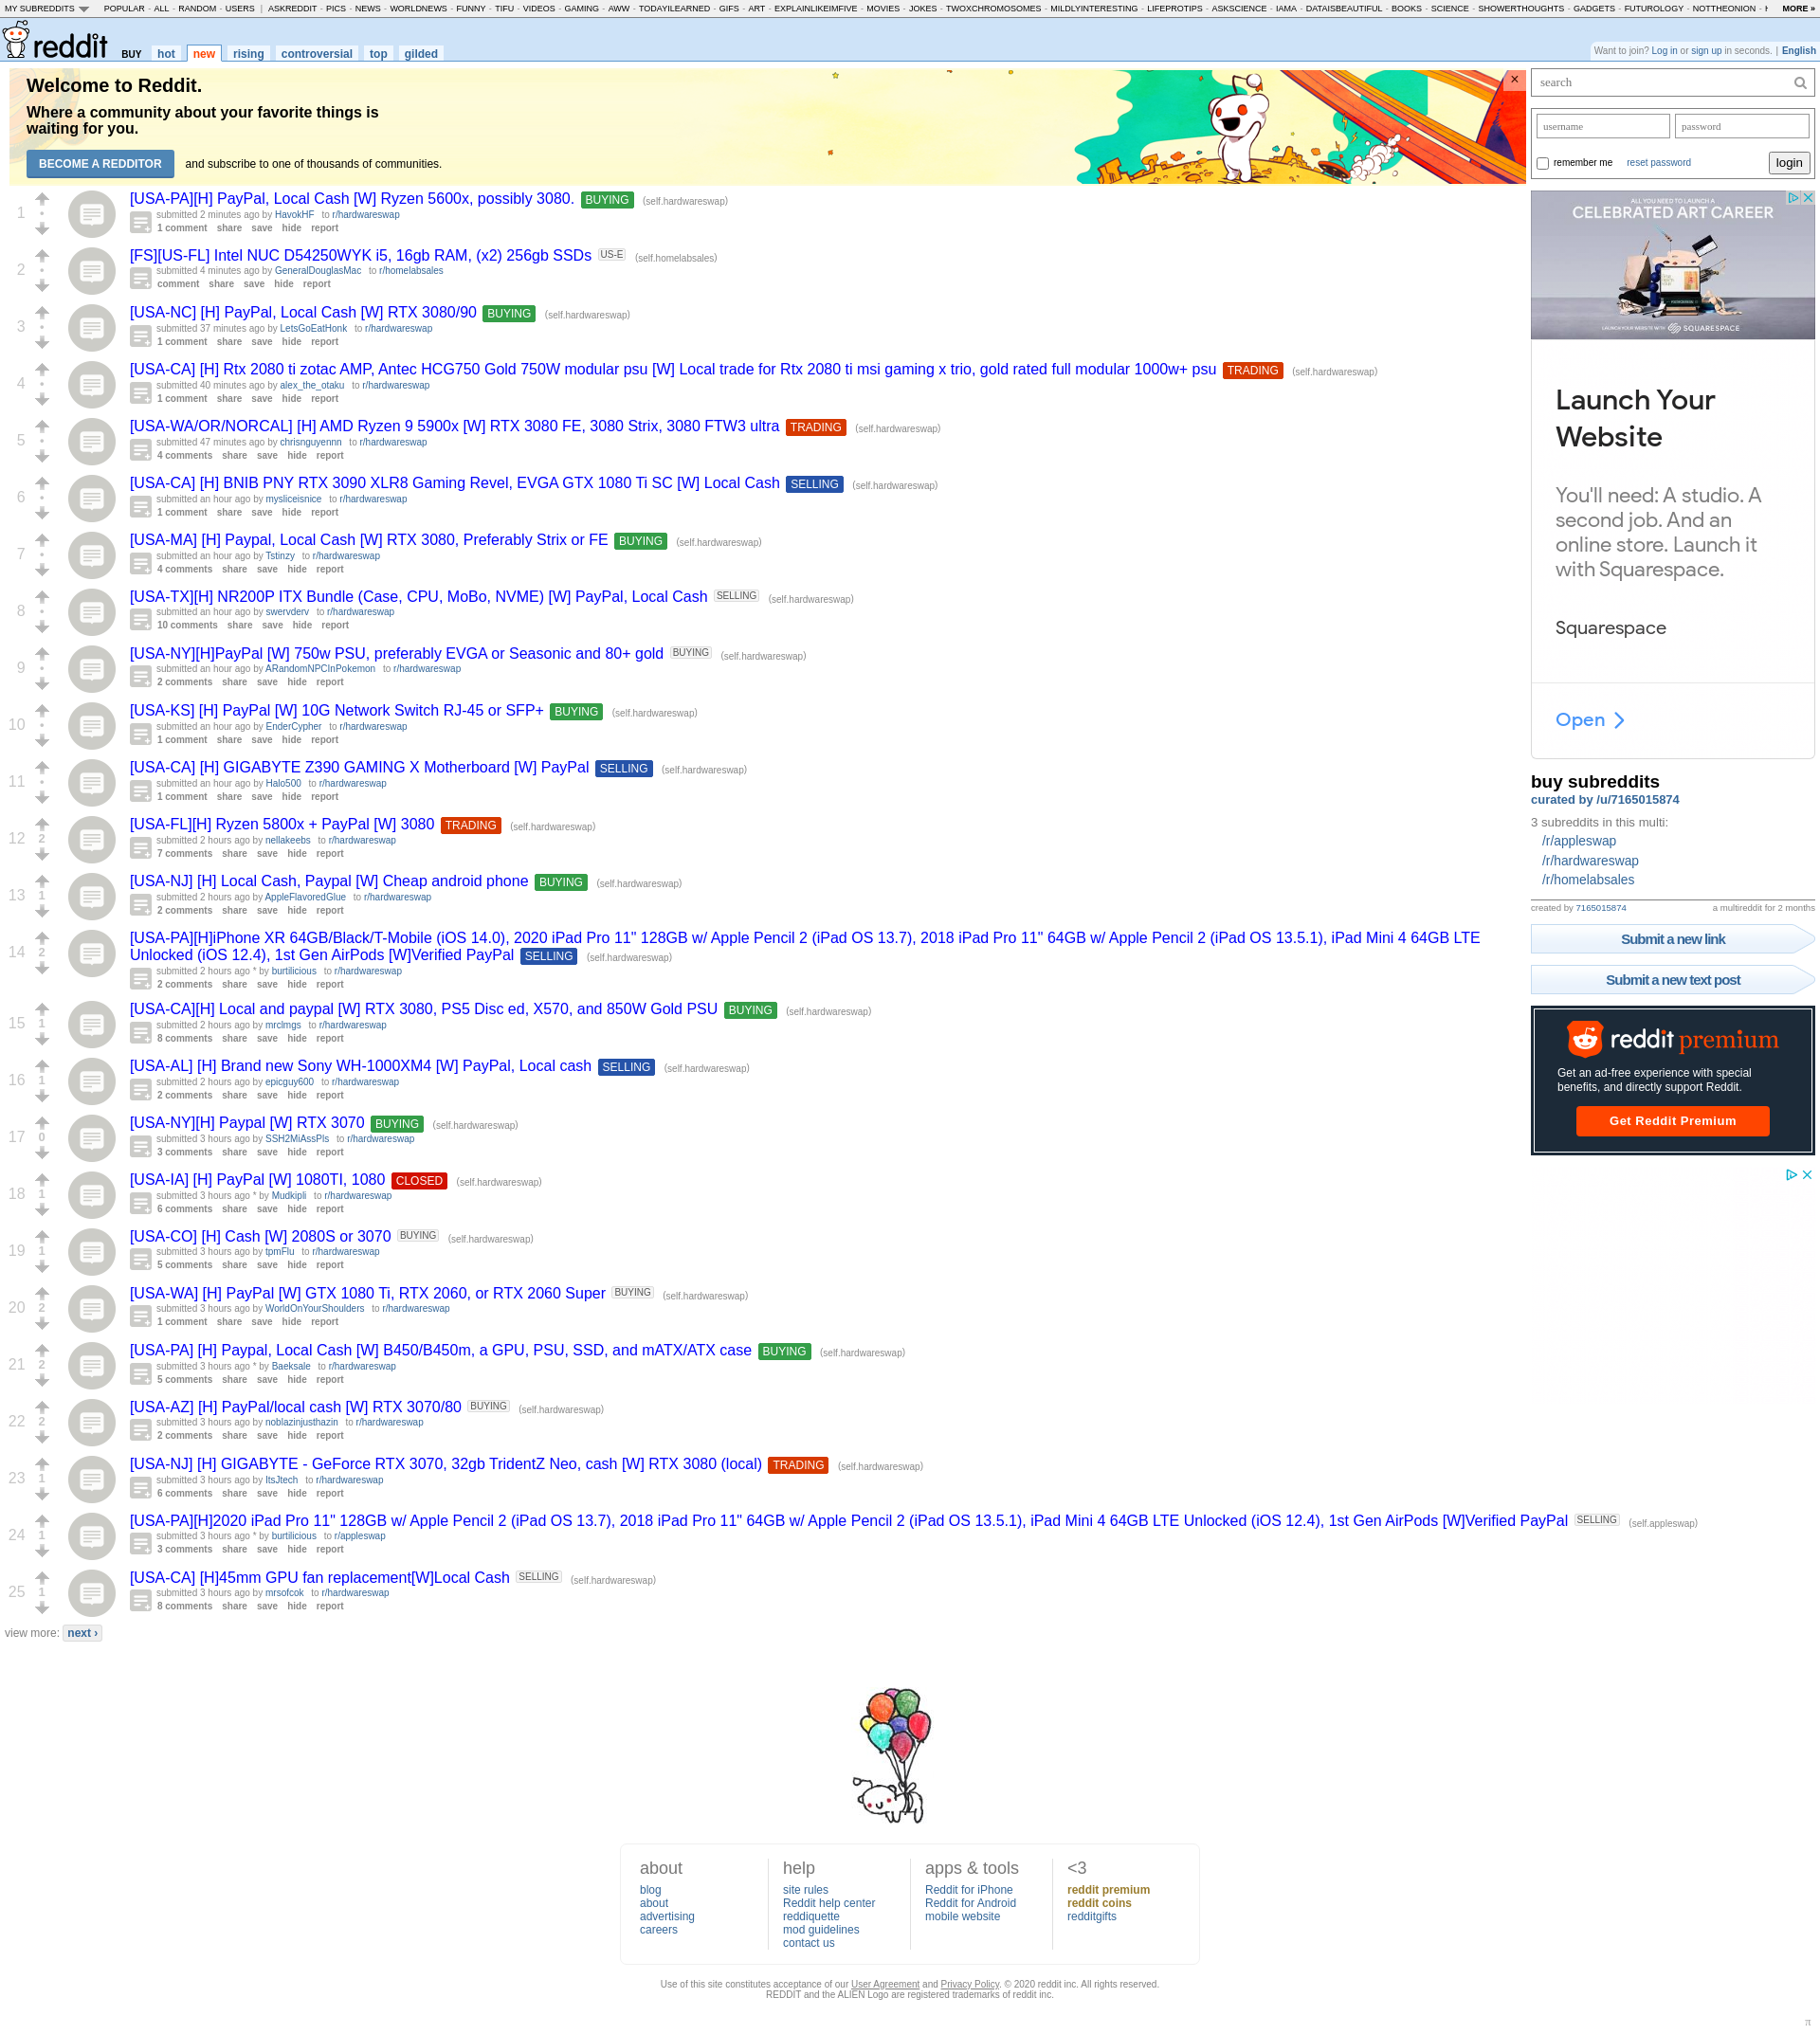 MY SUBREDDITS POPULAR - ALL - RANDOM - USERS | ASKREDDIT - PICS - NEWS - WORLDNEWS - FUNNY - TIFU - VIDEOS - GAMING - AWW - TODAYILEARNED - GIFS - ART - EXPLAINLIKEIMFIVE - MOVIES - JOKES - TWOXCHROMOSOMES - MILDLYINTERESTING - LIFEPROTIPS - ASKSCIENCE - IAMA - DATAISBEAUTIFUL - BOOKS - SCIENCE - SHOWERTHOUGHTS - GADGETS - FUTUROLOGY - NOTTHEONION - MORE »
reddit BUY hot new rising controversial top gilded
Want to join? Log in or sign up in seconds. | English
Welcome to Reddit.
Where a community about your favorite things is
waiting for you.
BECOME A REDDITOR and subscribe to one of thousands of communities.
1
[USA-PA][H] PayPal, Local Cash [W] Ryzen 5600x, possibly 3080. BUYING (self.hardwareswap)
submitted 2 minutes ago by HavokHF to r/hardwareswap
1 comment share save hide report
2
[FS][US-FL] Intel NUC D54250WYK i5, 16gb RAM, (x2) 256gb SSDs US-E (self.homelabsales)
submitted 4 minutes ago by GeneralDouglasMac to r/homelabsales
comment share save hide report
3
[USA-NC] [H] PayPal, Local Cash [W] RTX 3080/90 BUYING (self.hardwareswap)
submitted 37 minutes ago by LetsGoEatHonk to r/hardwareswap
1 comment share save hide report
4
[USA-CA] [H] Rtx 2080 ti zotac AMP, Antec HCG750 Gold 750W modular psu [W] Local trade for Rtx 2080 ti msi gaming x trio, gold rated full modular 1000w+ psu TRADING (self.hardwareswap)
submitted 40 minutes ago by alex_the_otaku to r/hardwareswap
1 comment share save hide report
5
[USA-WA/OR/NORCAL] [H] AMD Ryzen 9 5900x [W] RTX 3080 FE, 3080 Strix, 3080 FTW3 ultra TRADING (self.hardwareswap)
submitted 47 minutes ago by chrisnguyennn to r/hardwareswap
4 comments share save hide report
6
[USA-CA] [H] BNIB PNY RTX 3090 XLR8 Gaming Revel, EVGA GTX 1080 Ti SC [W] Local Cash SELLING (self.hardwareswap)
submitted an hour ago by mysliceisnice to r/hardwareswap
1 comment share save hide report
7
[USA-MA] [H] Paypal, Local Cash [W] RTX 3080, Preferably Strix or FE BUYING (self.hardwareswap)
submitted an hour ago by Tstinzy to r/hardwareswap
4 comments share save hide report
8
[USA-TX][H] NR200P ITX Bundle (Case, CPU, MoBo, NVME) [W] PayPal, Local Cash SELLING (self.hardwareswap)
submitted an hour ago by swervderv to r/hardwareswap
10 comments share save hide report
9
[USA-NY][H]PayPal [W] 750w PSU, preferably EVGA or Seasonic and 80+ gold BUYING (self.hardwareswap)
submitted an hour ago by ARandomNPCInPokemon to r/hardwareswap
2 comments share save hide report
10
[USA-KS] [H] PayPal [W] 10G Network Switch RJ-45 or SFP+ BUYING (self.hardwareswap)
submitted an hour ago by EnderCypher to r/hardwareswap
1 comment share save hide report
11
[USA-CA] [H] GIGABYTE Z390 GAMING X Motherboard [W] PayPal SELLING (self.hardwareswap)
submitted an hour ago by Halo500 to r/hardwareswap
1 comment share save hide report
12 2
[USA-FL][H] Ryzen 5800x + PayPal [W] 3080 TRADING (self.hardwareswap)
submitted 2 hours ago by nellakeebs to r/hardwareswap
7 comments share save hide report
13 1
[USA-NJ] [H] Local Cash, Paypal [W] Cheap android phone BUYING (self.hardwareswap)
submitted 2 hours ago by AppleFlavoredGlue to r/hardwareswap
2 comments share save hide report
14 2
[USA-PA][H]iPhone XR 64GB/Black/T-Mobile (iOS 14.0), 2020 iPad Pro 11" 128GB w/ Apple Pencil 2 (iPad OS 13.7), 2018 iPad Pro 11" 64GB w/ Apple Pencil 2 (iPad OS 13.5.1), iPad Mini 4 64GB LTE
Unlocked (iOS 12.4), 1st Gen AirPods [W]Verified PayPal SELLING (self.hardwareswap)
submitted 2 hours ago * by burtilicious to r/hardwareswap
2 comments share save hide report
15 1
[USA-CA][H] Local and paypal [W] RTX 3080, PS5 Disc ed, X570, and 850W Gold PSU BUYING (self.hardwareswap)
submitted 2 hours ago by mrclmgs to r/hardwareswap
8 comments share save hide report
16 1
[USA-AL] [H] Brand new Sony WH-1000XM4 [W] PayPal, Local cash SELLING (self.hardwareswap)
submitted 2 hours ago by epicguy600 to r/hardwareswap
2 comments share save hide report
17 0
[USA-NY][H] Paypal [W] RTX 3070 BUYING (self.hardwareswap)
submitted 3 hours ago by SSH2MiAssPls to r/hardwareswap
3 comments share save hide report
18 1
[USA-IA] [H] PayPal [W] 1080TI, 1080 CLOSED (self.hardwareswap)
submitted 3 hours ago * by Mudkipli to r/hardwareswap
6 comments share save hide report
19 1
[USA-CO] [H] Cash [W] 2080S or 3070 BUYING (self.hardwareswap)
submitted 3 hours ago by tpmFlu to r/hardwareswap
5 comments share save hide report
20 2
[USA-WA] [H] PayPal [W] GTX 1080 Ti, RTX 2060, or RTX 2060 Super BUYING (self.hardwareswap)
submitted 3 hours ago by WorldOnYourShoulders to r/hardwareswap
1 comment share save hide report
21 2
[USA-PA] [H] Paypal, Local Cash [W] B450/B450m, a GPU, PSU, SSD, and mATX/ATX case BUYING (self.hardwareswap)
submitted 3 hours ago * by Baeksale to r/hardwareswap
5 comments share save hide report
22 2
[USA-AZ] [H] PayPal/local cash [W] RTX 3070/80 BUYING (self.hardwareswap)
submitted 3 hours ago by noblazinjusthazin to r/hardwareswap
2 comments share save hide report
23 1
[USA-NJ] [H] GIGABYTE - GeForce RTX 3070, 32gb TridentZ Neo, cash [W] RTX 3080 (local) TRADING (self.hardwareswap)
submitted 3 hours ago by ItsJtech to r/hardwareswap
6 comments share save hide report
24 1
[USA-PA][H]2020 iPad Pro 11" 128GB w/ Apple Pencil 2 (iPad OS 13.7), 2018 iPad Pro 11" 64GB w/ Apple Pencil 2 (iPad OS 13.5.1), iPad Mini 4 64GB LTE Unlocked (iOS 12.4), 1st Gen AirPods [W]Verified PayPal SELLING (self.appleswap)
submitted 3 hours ago * by burtilicious to r/appleswap
3 comments share save hide report
25 1
[USA-CA] [H]45mm GPU fan replacement[W]Local Cash SELLING (self.hardwareswap)
submitted 3 hours ago by mrsofcok to r/hardwareswap
8 comments share save hide report
view more: next ›
search
username password
remember me reset password login
ALL YOU NEED TO LAUNCH A
CELEBRATED ART CAREER
LAUNCH YOUR WEBSITE WITH SQUARESPACE
Launch Your
Website
You'll need: A studio. A
second job. And an
online store. Launch it
with Squarespace.
Squarespace
Open
buy subreddits
curated by /u/7165015874
3 subreddits in this multi:
/r/appleswap
/r/hardwareswap
/r/homelabsales
created by 7165015874 a multireddit for 2 months
Submit a new link
Submit a new text post
reddit premium
Get an ad-free experience with special
benefits, and directly support Reddit.
Get Reddit Premium
about
blog
about
advertising
careers
help
site rules
Reddit help center
reddiquette
mod guidelines
contact us
apps & tools
Reddit for iPhone
Reddit for Android
mobile website
<3
reddit premium
reddit coins
redditgifts
Use of this site constitutes acceptance of our User Agreement and Privacy Policy. © 2020 reddit inc. All rights reserved.
REDDIT and the ALIEN Logo are registered trademarks of reddit inc.
π